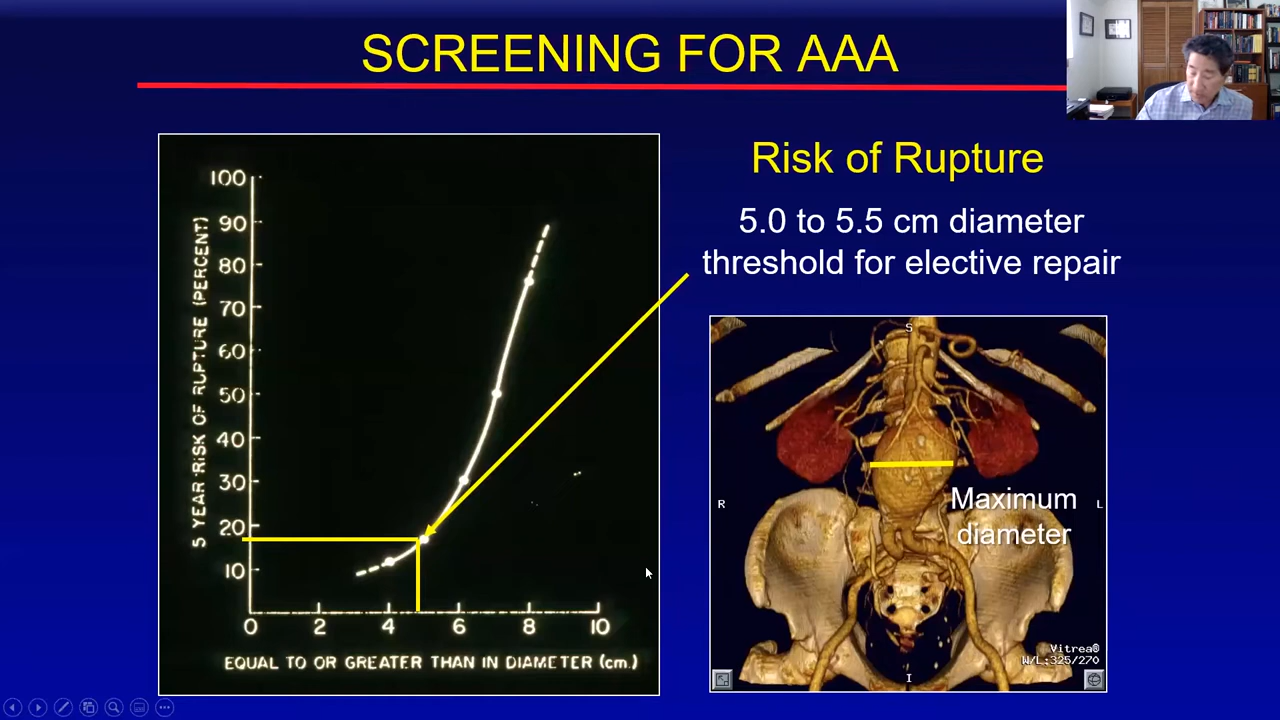 SCREENING FOR AAA
100
90
80
70
60
50
40
30
20
10
5 YEAR RISK OF RUPTURE (PERCENT)
0 2 4 6 8 10
EQUAL TO OR GREATER THAN IN DIAMETER (cm.)
Risk of Rupture
5.0 to 5.5 cm diameter
threshold for elective repair
S
R
L
Maximum
diameter
Vitrea®
W/L:325/270
I